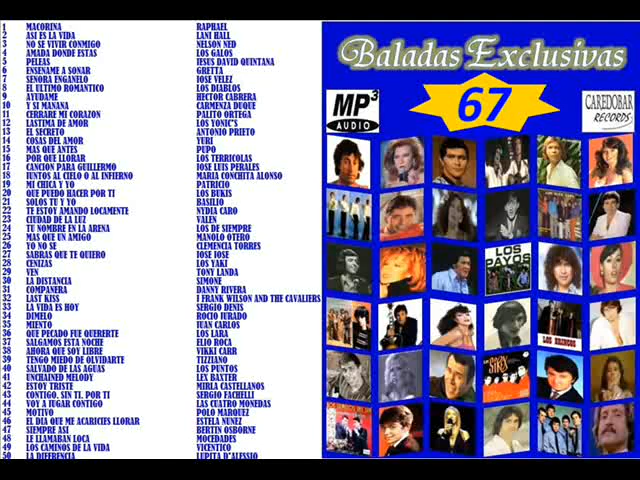 1 MACORINA RAPHAEL
2 ASI ES LA VIDA LANI HALL
3 NO SE VIVIR CONMIGO NELSON NED
4 AMADA DONDE ESTAS LOS GALOS
5 PELEAS JESUS DAVID QUINTANA
6 ENSENAME A SONAR GRETTA
7 SENORA ENGANELO JOSE VELEZ
8 EL ULTIMO ROMANTICO LOS DIABLOS
9 AYUDAME HECTOR CABRERA
10 Y SI MANANA CARMENZA DUQUE
11 CERRARE MI CORAZON PALITO ORTEGA
12 LASTIMA DE AMOR LOS YONIC'S
13 EL SECRETO ANTONIO PRIETO
14 COSAS DEL AMOR YURI
15 MAS QUE ANTES PUPO
16 POR QUE LLORAR LOS TERRICOLAS
17 CANCION PARA GUILLERMO JOSE LUIS PERALES
18 JUNTOS AL CIELO O AL INFIERNO MARIA CONCHITA ALONSO
19 MI CHICA Y YO PATRICIO
20 QUE PUEDO HACER POR TI LOS BUKIS
21 SOLOS TU Y YO BASILIO
22 TE ESTOY AMANDO LOCAMENTE NYDIA CARO
23 CIUDAD DE LA LUZ VALEN
24 TU NOMBRE EN LA ARENA LOS DE SIEMPRE
25 MAS QUE UN AMIGO MANOLO OTERO
26 YO NO SE CLEMENCIA TORRES
27 SABRAS QUE TE QUIERO JOSE JOSE
28 CENIZAS LOS YAKI
29 VEN TONY LANDA
30 LA DISTANCIA SIMONE
31 COMPANERA DANNY RIVERA
32 LAST KISS J FRANK WILSON AND THE CAVALIERS
33 LA VIDA ES HOY SERGIO DENIS
34 DIMELO ROCIO JURADO
35 MIENTO JUAN CARLOS
36 QUE PECADO FUE QUERERTE LOS LARA
37 SALGAMOS ESTA NOCHE ELIO ROCA
38 AHORA QUE SOY LIBRE VIKKI CARR
39 TENGO MIEDO DE OLVIDARTE TIZZIANO
40 SALVADO DE LAS AGUAS LOS PUNTOS
41 UNCHAINED MELODY LEX BAXTER
42 ESTOY TRISTE MIRLA CASTELLANOS
43 CONTIGO, SIN TI, POR TI SERGIO FACHELLI
44 VOY A JUGAR CONTIGO LAS CUATRO MONEDAS
45 MOTIVO POLO MARQUEZ
46 EL DIA QUE ME ACARICIES LLORAR ESTELA NUNEZ
47 SIEMPRE ASI BERTIN OSBORNE
48 LE LLAMABAN LOCA MOCEDADES
49 LOS CAMINOS DE LA VIDA VICENTICO
50 LA DIFERENCIA LUPITA D'ALESSIO
Baladas Exclusivas
MP3
AUDIO
67
CAREDOBAR
RECORDS
LOS
PAYOS
LOS BRINCOS